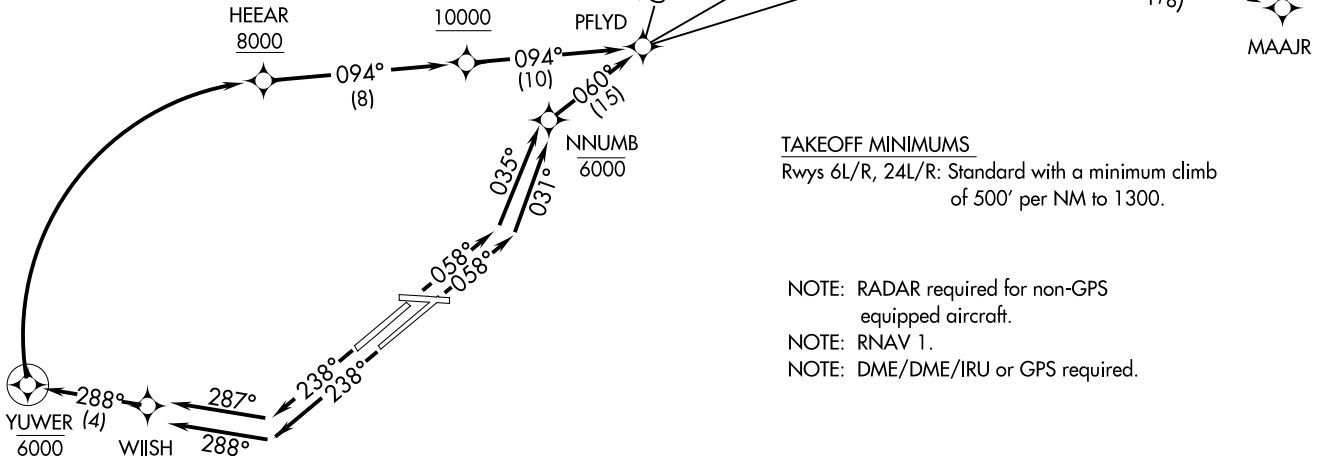 HEEAR
8000
10000
PFLYD
MAAJR
094°
(8)
094°
(10)
060°
(15)
NNUMB
6000
035°
031°
058°
058°
TAKEOFF MINIMUMS
Rwys 6L/R, 24L/R: Standard with a minimum climb
of 500' per NM to 1300.
NOTE: RADAR required for non-GPS
equipped aircraft.
NOTE: RNAV 1.
NOTE: DME/DME/IRU or GPS required.
238°
238°
288°
(4)
287°
288°
YUWER
6000
WIISH